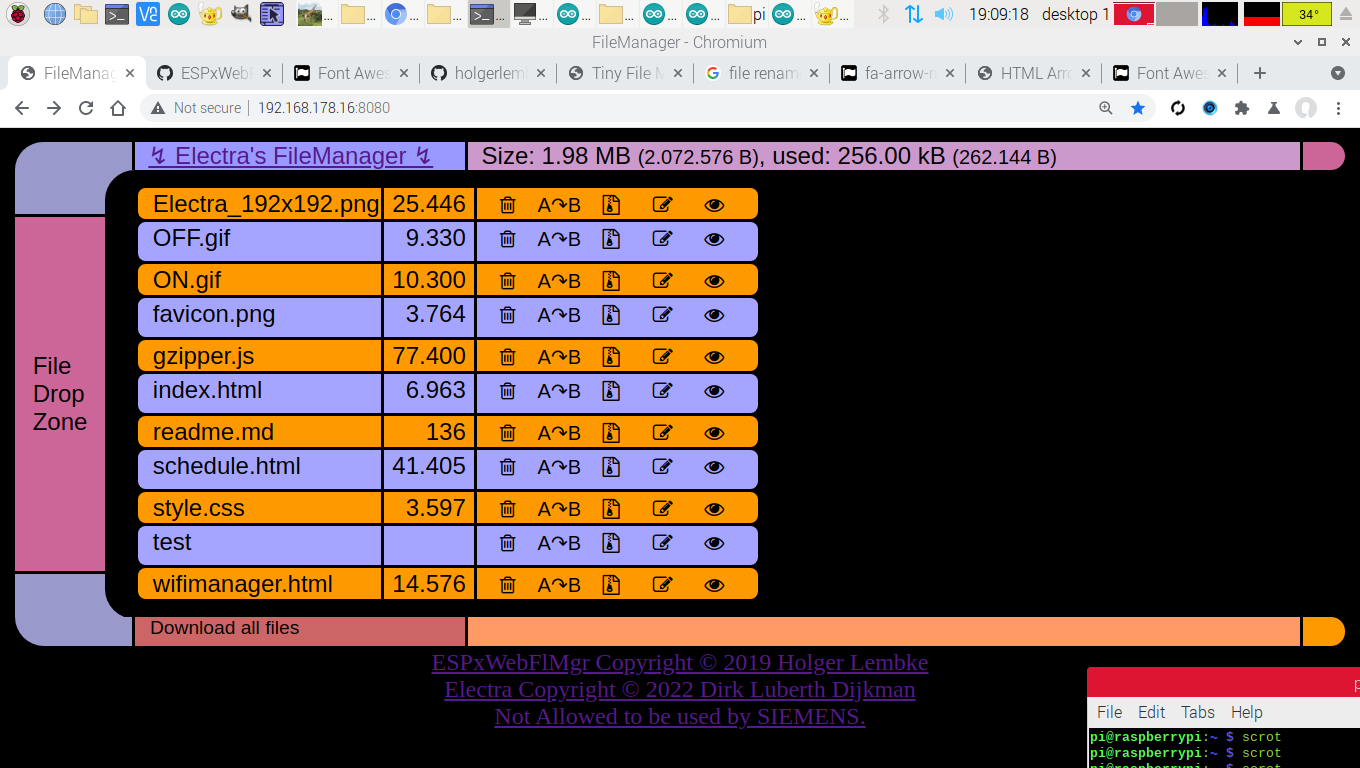 ... ... ... ... ... ... ... ... ... ... pi ... ... 19:09:18 desktop 1 34°
FileManager - Chromium
FileManag ESPxWebF Font Awes holgerlem Tiny File M file renam fa-arrow-r HTML Arro Font Awes
Not secure 192.168.178.16:8080
↯ Electra's FileManager ↯ Size: 1.98 MB (2.072.576 B), used: 256.00 kB (262.144 B)
Electra_192x192.png 25.446 A↷B
OFF.gif 9.330 A↷B
ON.gif 10.300 A↷B
favicon.png 3.764 A↷B
gzipper.js 77.400 A↷B
index.html 6.963 A↷B
readme.md 136 A↷B
schedule.html 41.405 A↷B
style.css 3.597 A↷B
test A↷B
wifimanager.html 14.576 A↷B
File
Drop
Zone
Download all files
ESPxWebFlMgr Copyright © 2019 Holger Lembke
Electra Copyright © 2022 Dirk Luberth Dijkman
Not Allowed to be used by SIEMENS.
File Edit Tabs Help
pi@raspberrypi:~ $ scrot
pi@raspberrypi:~ $ scrot
pi@raspberrypi:~ $ scrot